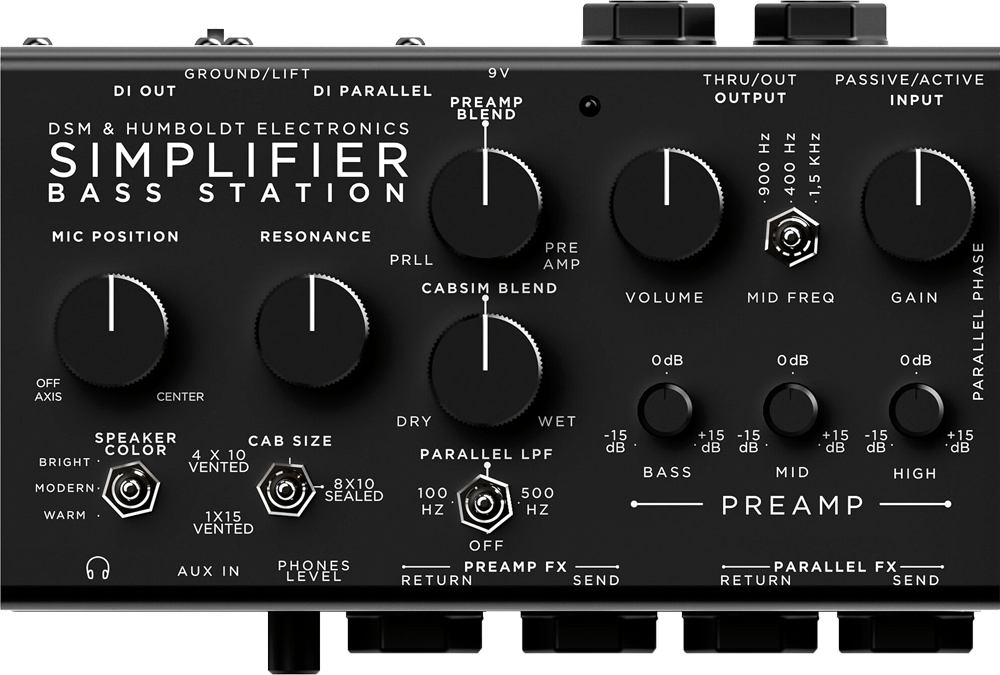 GROUND/LIFT
DI OUT
DI PARALLEL
9V
THRU/OUT
OUTPUT
PASSIVE/ACTIVE
INPUT
DSM & HUMBOLDT ELECTRONICS
SIMPLIFIER
BASS STATION
PREAMP
BLEND
PRLL
PRE
AMP
900 HZ
400 HZ
1,5 KHZ
VOLUME
MID FREQ
GAIN
PARALLEL PHASE
MIC POSITION
RESONANCE
OFF
AXIS
CENTER
CABSIM BLEND
DRY
WET
0dB
-15
dB
+15
dB
BASS
0dB
-15
dB
+15
dB
MID
0dB
-15
dB
+15
dB
HIGH
PREAMP
SPEAKER
COLOR
BRIGHT
MODERN
WARM
CAB SIZE
4 X 10
VENTED
8X10
SEALED
1X15
VENTED
PARALLEL LPF
100
HZ
500
HZ
OFF
AUX IN
PHONES
LEVEL
PREAMP FX
RETURN
SEND
PARALLEL FX
RETURN
SEND